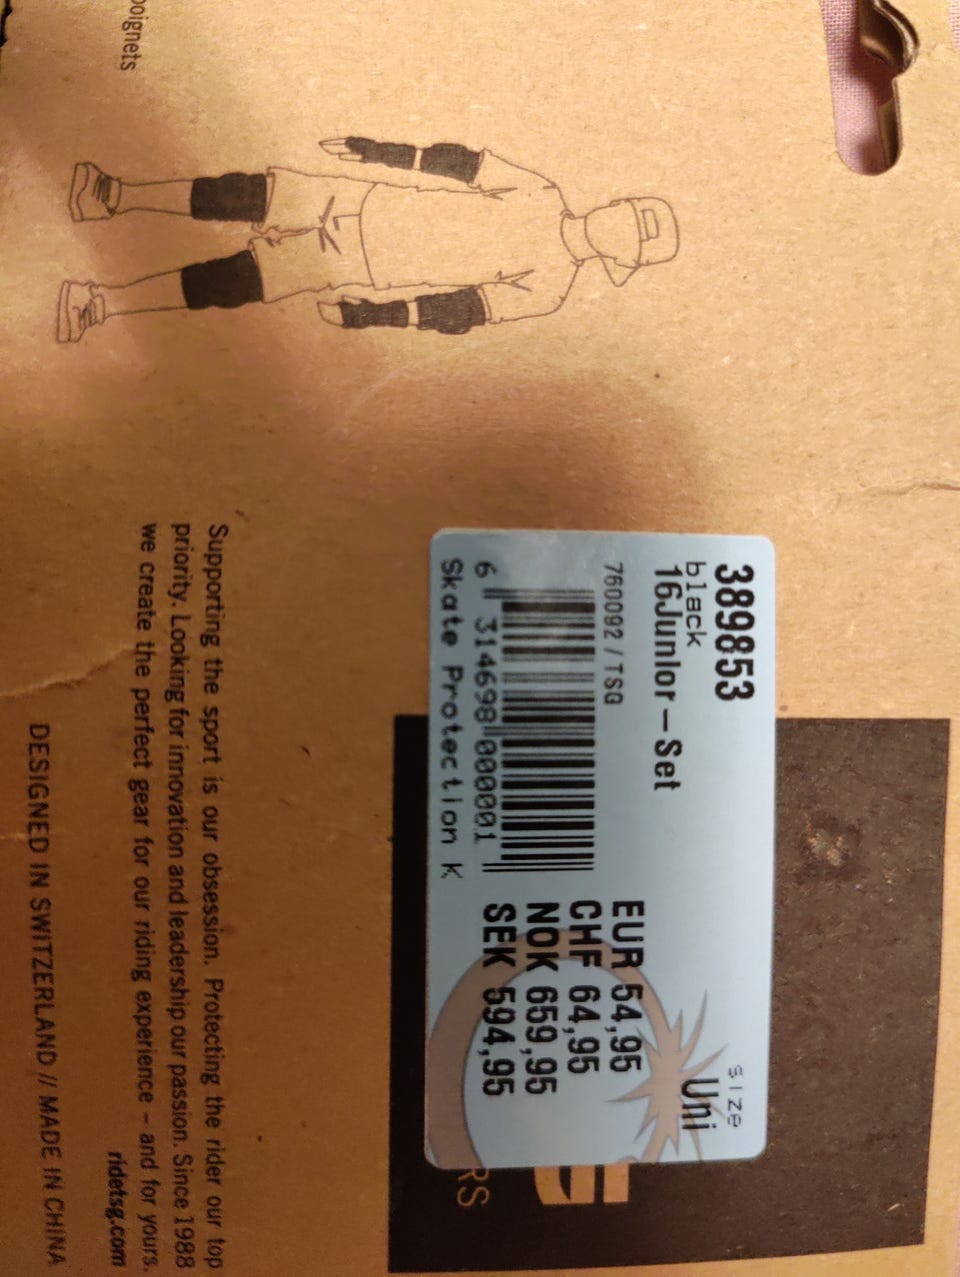 poignets
389853
black
16Junior-Set
size
Uni
760092 / TSG
6 314698 000001
Skate Protection K
EUR 54,95
CHF 64,95
NOK 659,95
SEK 594,95
RS
Supporting the sport is our obsession. Protecting the rider our top
priority. Looking for innovation and leadership our passion. Since 1988
we create the perfect gear for our riding experience – and for yours.
ridetsg.com
DESIGNED IN SWITZERLAND // MADE IN CHINA